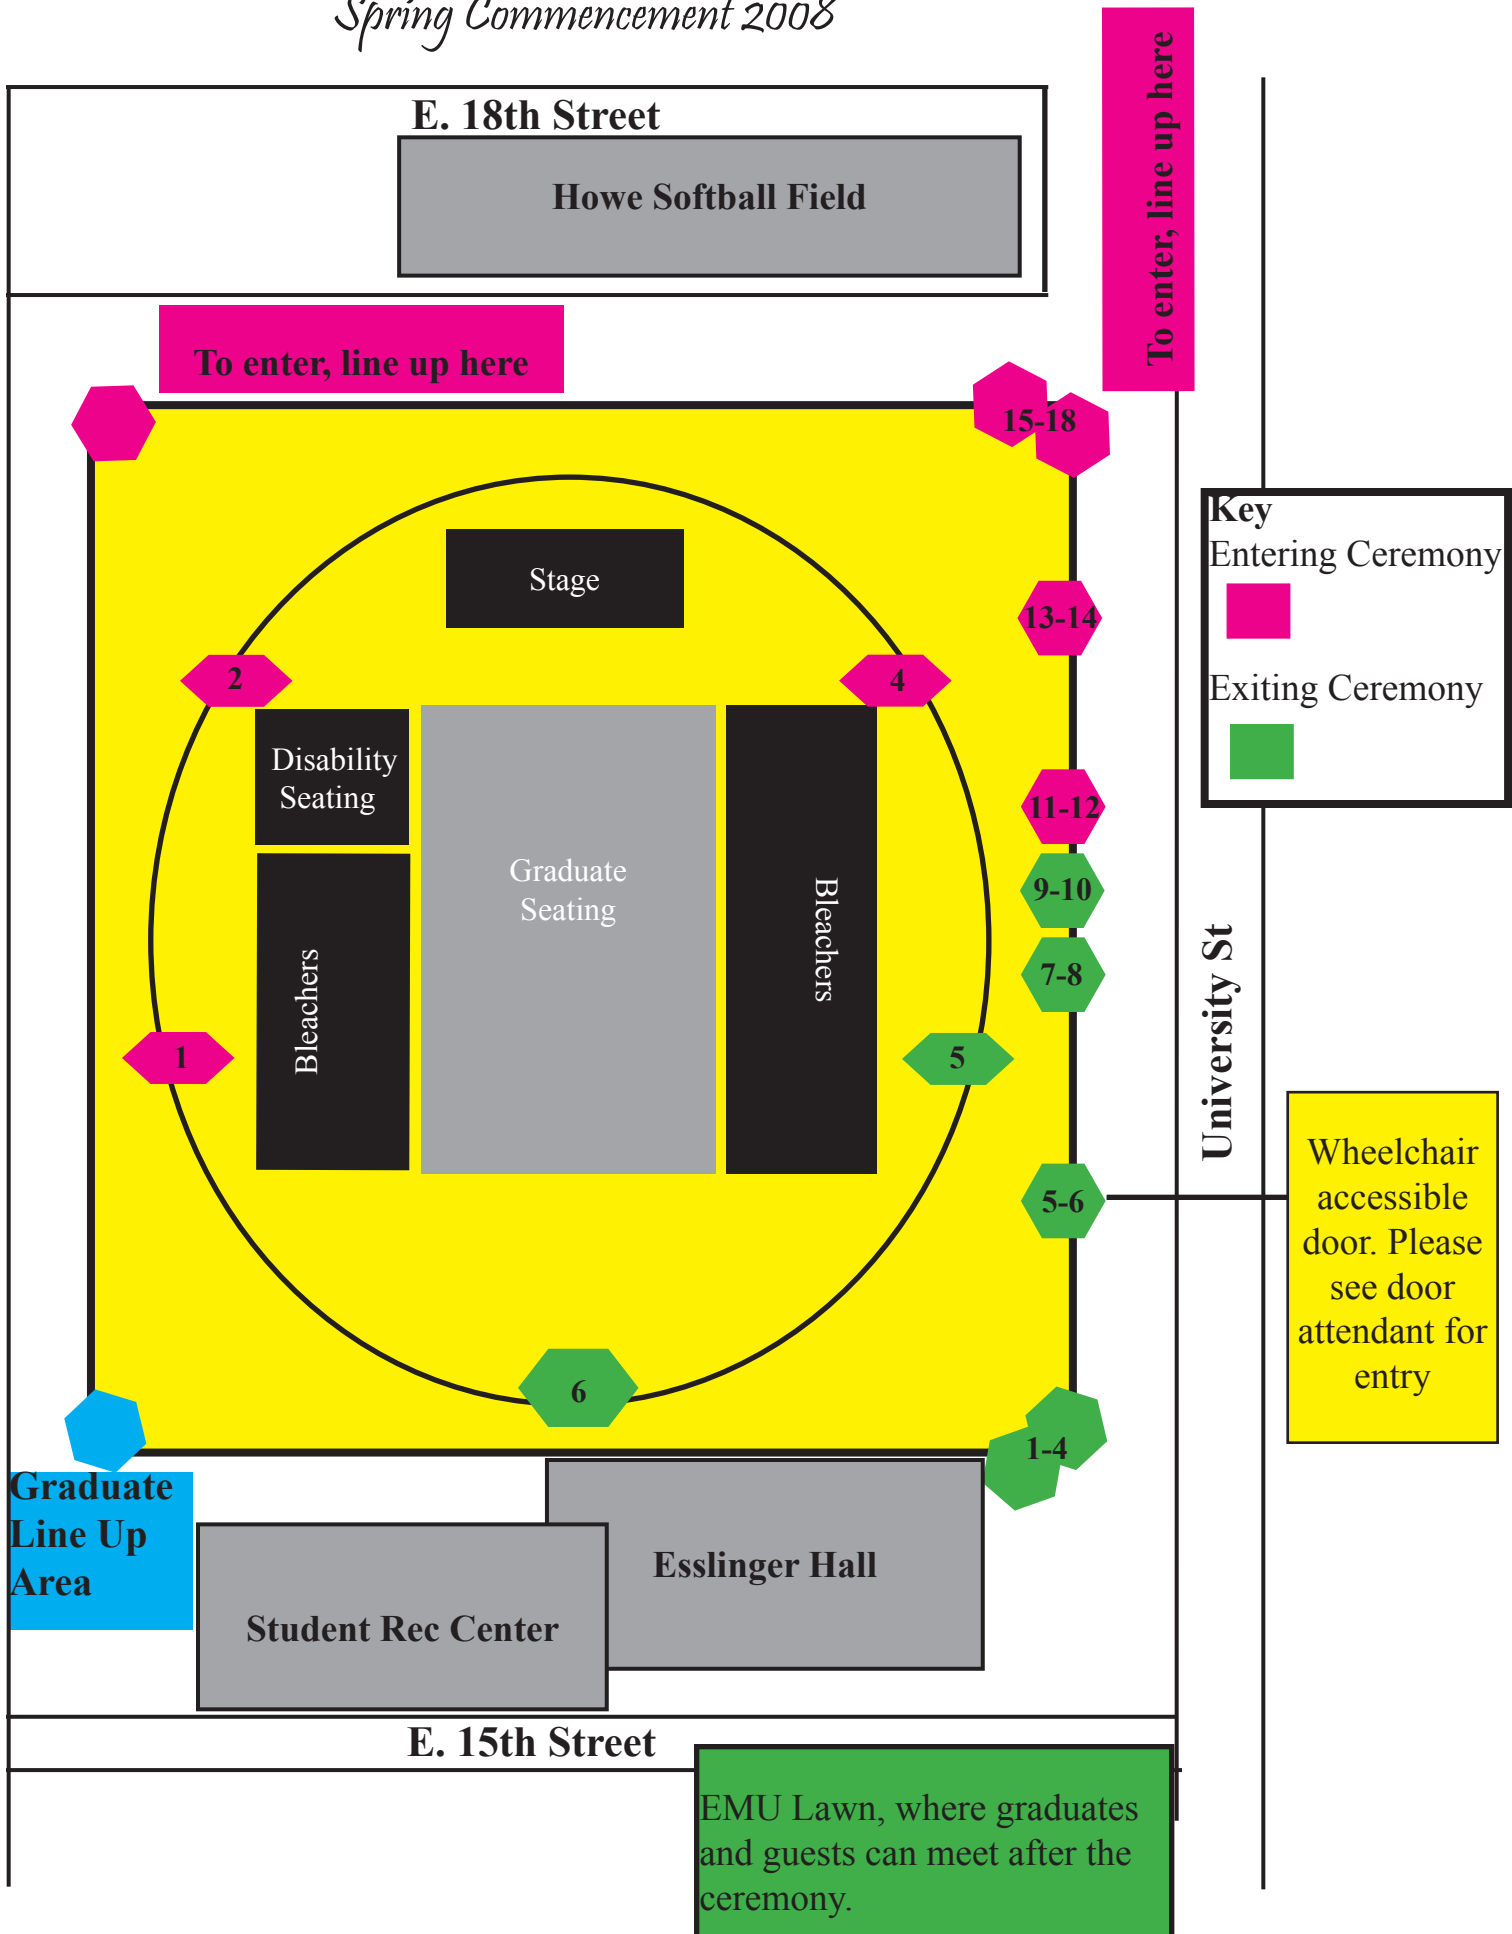 Spring Commencement 2008
To enter, line up here
E. 18th Street
Howe Softball Field
To enter, line up here
15-18
Key
Entering Ceremony
Exiting Ceremony
Stage
13-14
2
4
Disability
Seating
11-12
Graduate
Seating
Bleachers
9-10
7-8
University St
Bleachers
1
5
Wheelchair
accessible
door. Please
see door
attendant for
entry
5-6
6
1-4
Graduate
Line Up
Area
Esslinger Hall
Student Rec Center
E. 15th Street
EMU Lawn, where graduates
and guests can meet after the
ceremony.